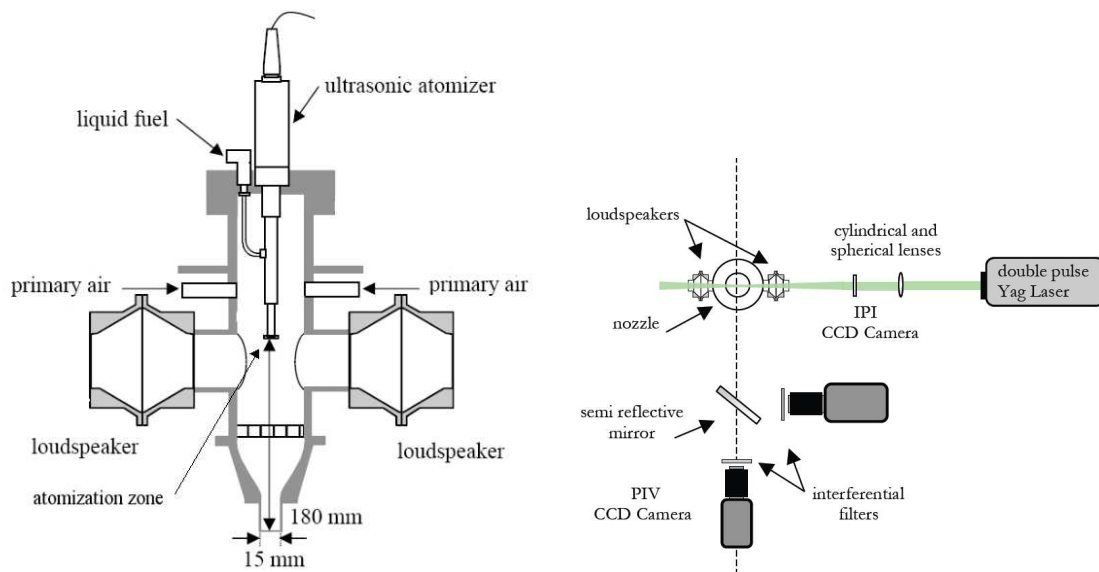 ultrasonic atomizer
liquid fuel
primary air
primary air
loudspeaker
loudspeaker
atomization zone
180 mm
15 mm
loudspeakers
cylindrical and
spherical lenses
double pulse
Yag Laser
nozzle
IPI
CCD Camera
semi reflective
mirror
PIV
CCD Camera
interferential
filters